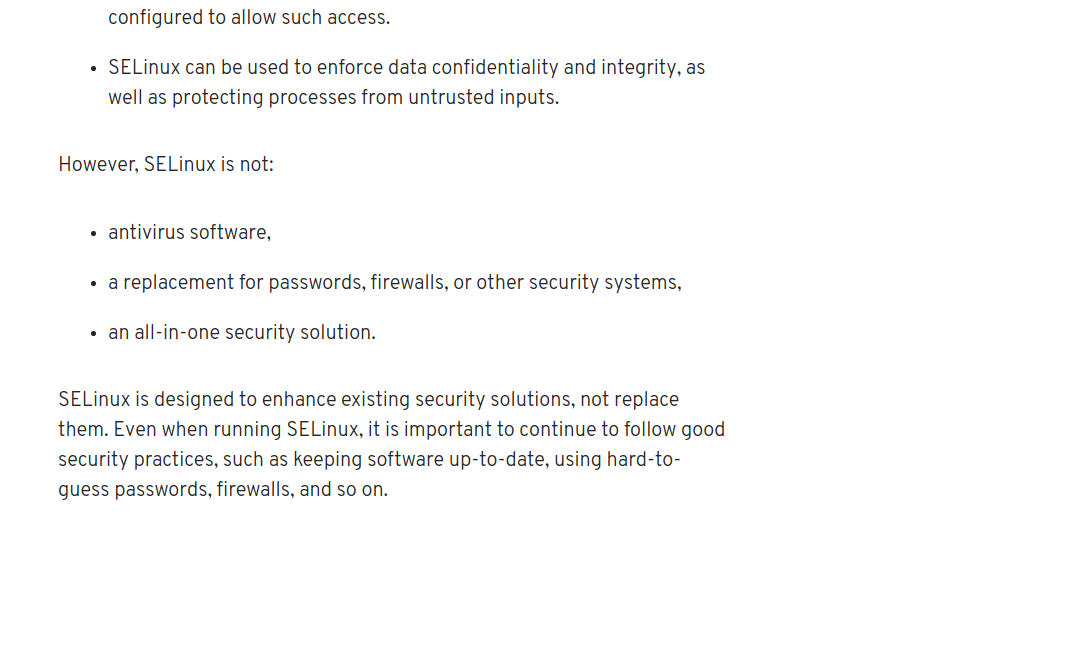 configured to allow such access.
• SELinux can be used to enforce data confidentiality and integrity, as
well as protecting processes from untrusted inputs.
However, SELinux is not:
• antivirus software,
• a replacement for passwords, firewalls, or other security systems,
• an all-in-one security solution.
SELinux is designed to enhance existing security solutions, not replace
them. Even when running SELinux, it is important to continue to follow good
security practices, such as keeping software up-to-date, using hard-to-
guess passwords, firewalls, and so on.